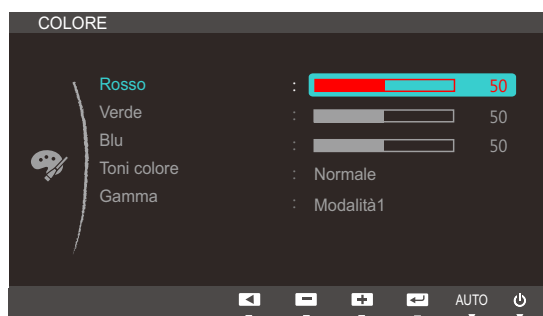 COLORE
Rosso : 50
Verde : 50
Blu : 50
Toni colore : Normale
Gamma : Modalità1
AUTO